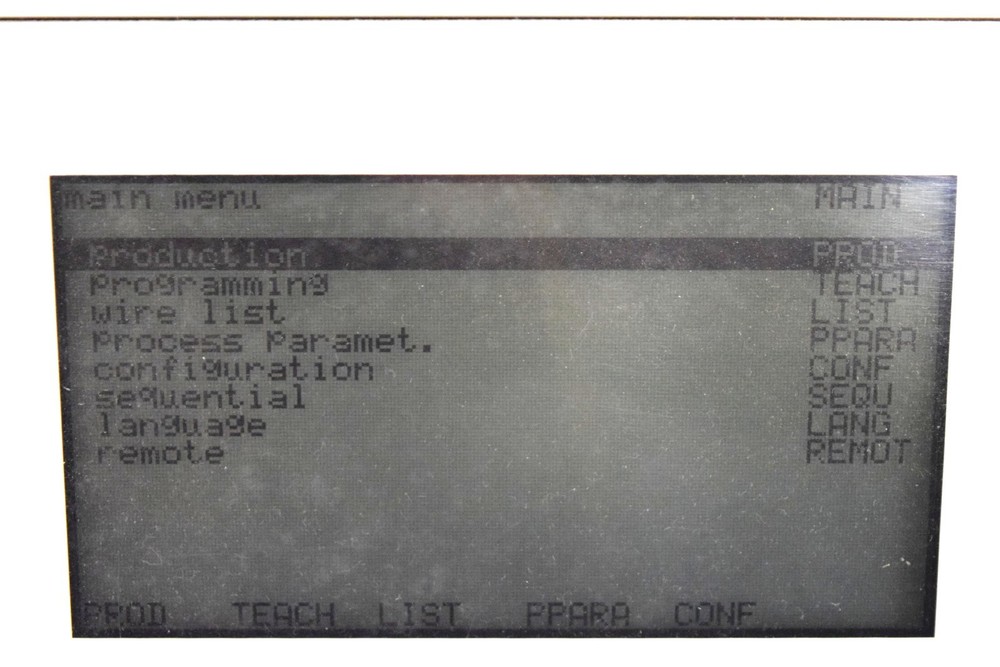 main menu MAIN
Production PROD
Programming TEACH
wire list LIST
Process Paramet. PPARA
configuration CONF
sequential SEQU
language LANG
remote REMOT
PROD TEACH LIST PPARA CONF